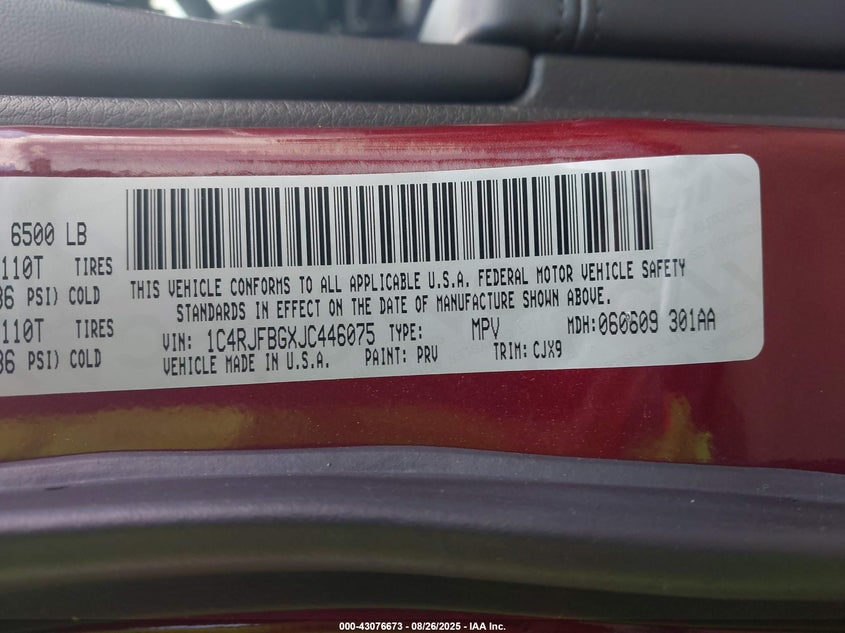 6500 LB
110T TIRES
36 PSI) COLD
110T TIRES
36 PSI) COLD
THIS VEHICLE CONFORMS TO ALL APPLICABLE U.S.A. FEDERAL MOTOR VEHICLE SAFETY
STANDARDS IN EFFECT ON THE DATE OF MANUFACTURE SHOWN ABOVE.
VIN: 1C4RJFBGXJC446075 TYPE: MPV MDH:060609 301AA
VEHICLE MADE IN U.S.A. PAINT: PRV TRIM: CJX9
000-43076673 - 08/26/2025 - IAA Inc.